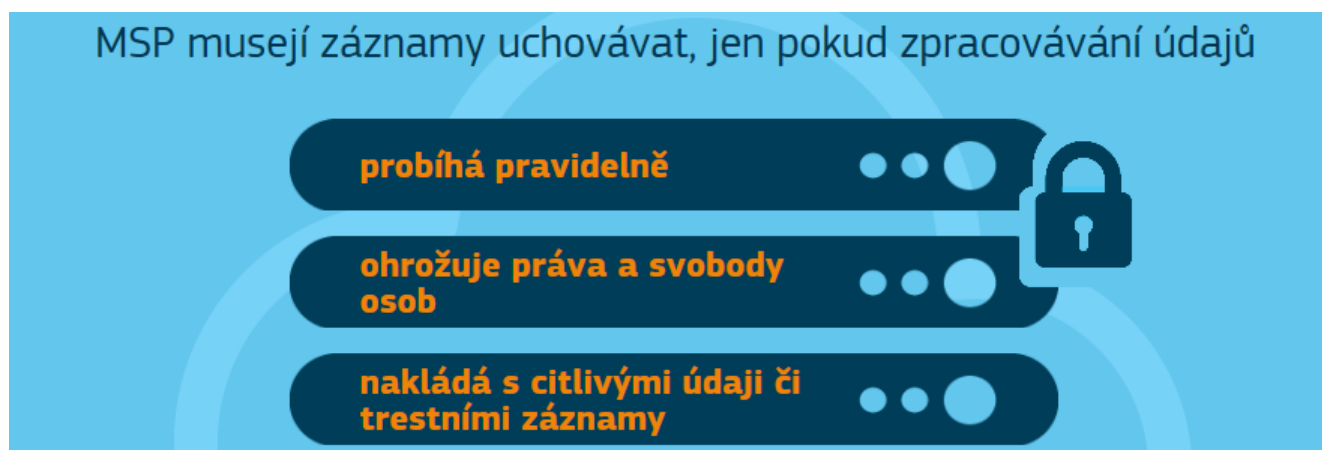 MSP musejí záznamy uchovávat, jen pokud zpracovávání údajů
probíhá pravidelně
ohrožuje práva a svobody
osob
nakládá s citlivými údaji či
trestními záznamy